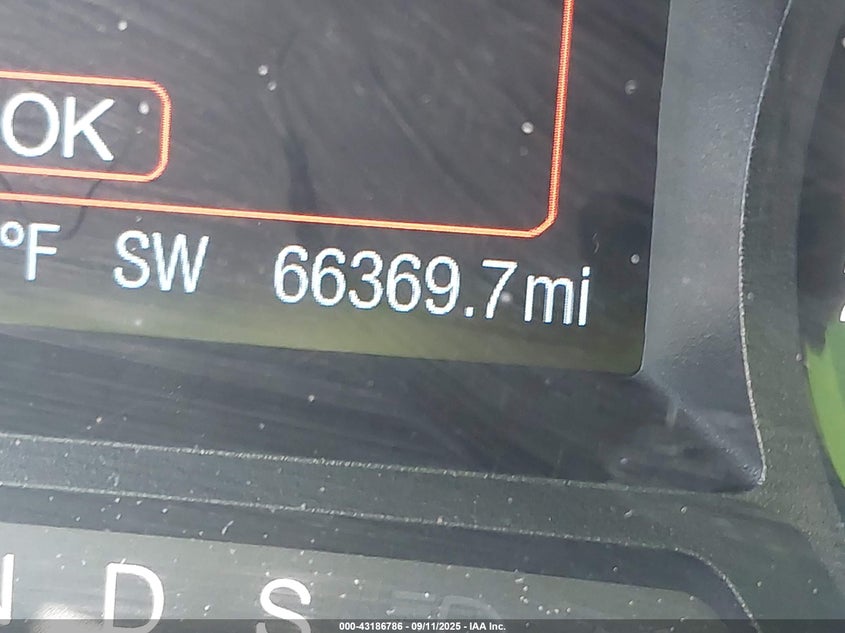 OK
°F SW 66369.7mi
N D S
000-43186786 - 09/11/2025 - IAA Inc.